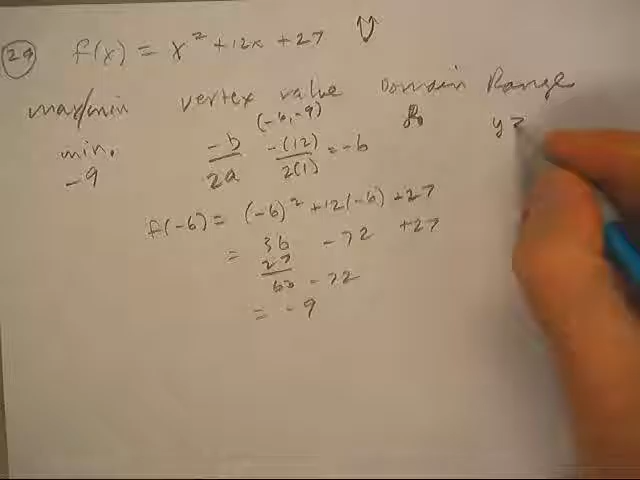 29 f(x) = x² + 12x + 27
max/min vertex value Domain Range
(-6, -9)
min. -b/2a -(12)/2(1) = -6 ℝ y ≥
-9
f(-6) = (-6)² + 12(-6) + 27
= 36 - 72 + 27
27
63 - 72
= -9